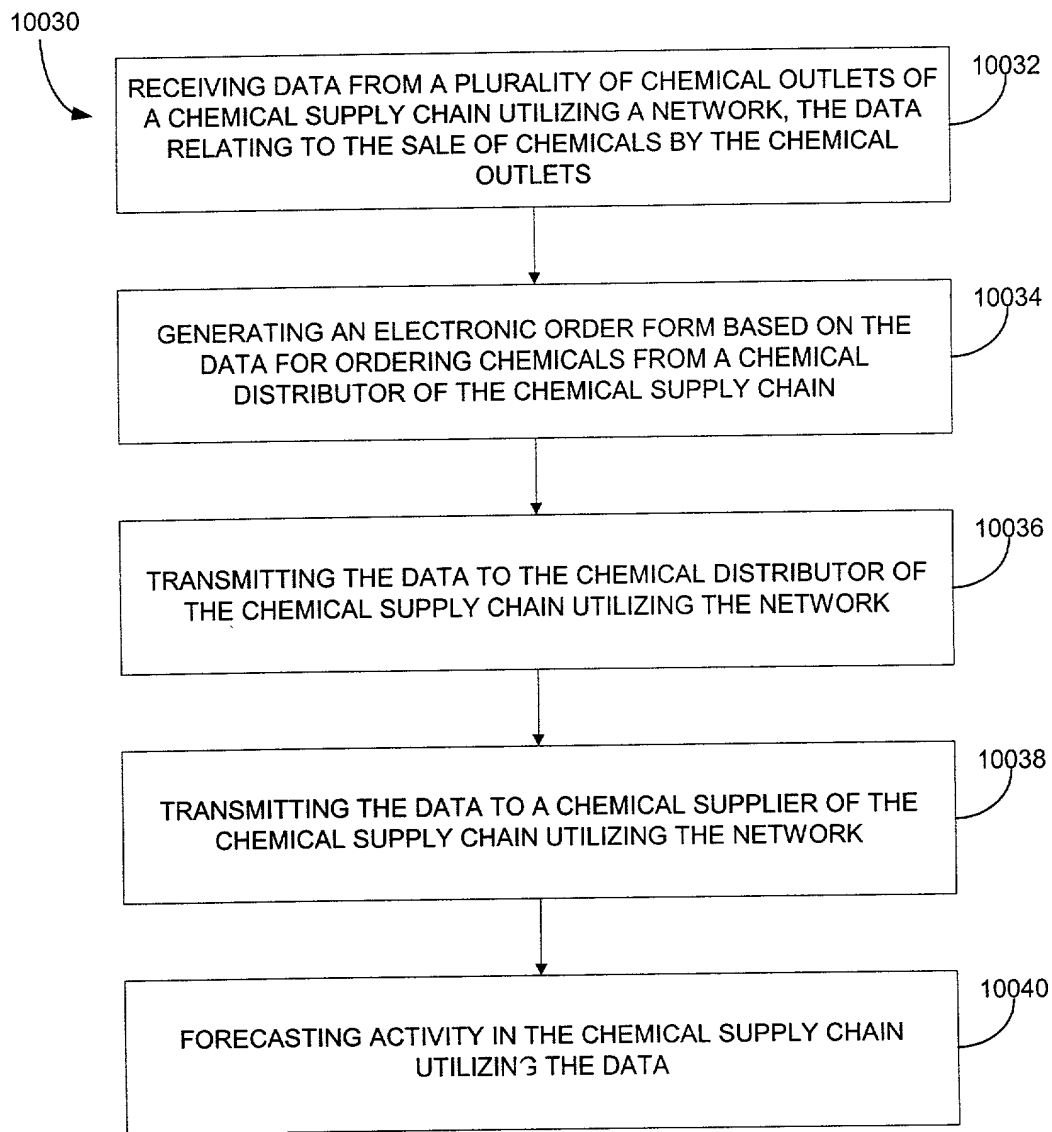 10030
10032
RECEIVING DATA FROM A PLURALITY OF CHEMICAL OUTLETS OF
A CHEMICAL SUPPLY CHAIN UTILIZING A NETWORK, THE DATA
RELATING TO THE SALE OF CHEMICALS BY THE CHEMICAL
OUTLETS
10034
GENERATING AN ELECTRONIC ORDER FORM BASED ON THE
DATA FOR ORDERING CHEMICALS FROM A CHEMICAL
DISTRIBUTOR OF THE CHEMICAL SUPPLY CHAIN
10036
TRANSMITTING THE DATA TO THE CHEMICAL DISTRIBUTOR OF
THE CHEMICAL SUPPLY CHAIN UTILIZING THE NETWORK
10038
TRANSMITTING THE DATA TO A CHEMICAL SUPPLIER OF THE
CHEMICAL SUPPLY CHAIN UTILIZING THE NETWORK
10040
FORECASTING ACTIVITY IN THE CHEMICAL SUPPLY CHAIN
UTILIZING THE DATA